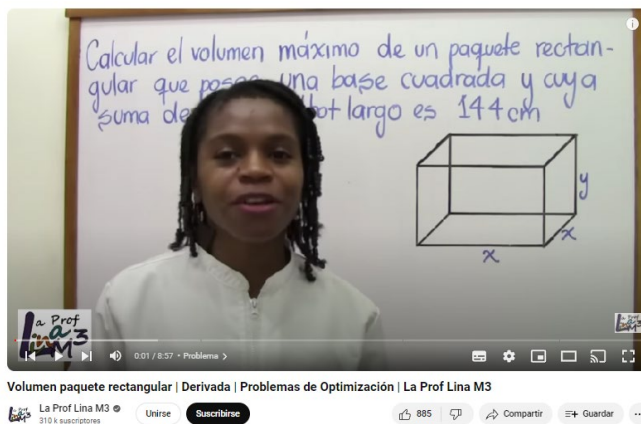 Calcular el volumen máximo de un paquete rectan-
gular que posee una base cuadrada y cuya
suma de largo es 144 cm
y
x
x
La Prof
Lina
M3
0:01 / 8:57 • Problema >
Volumen paquete rectangular | Derivada | Problemas de Optimización | La Prof Lina M3
La Prof Lina M3
310 k suscriptores
Unirse
Suscribirse
885
Compartir
Guardar